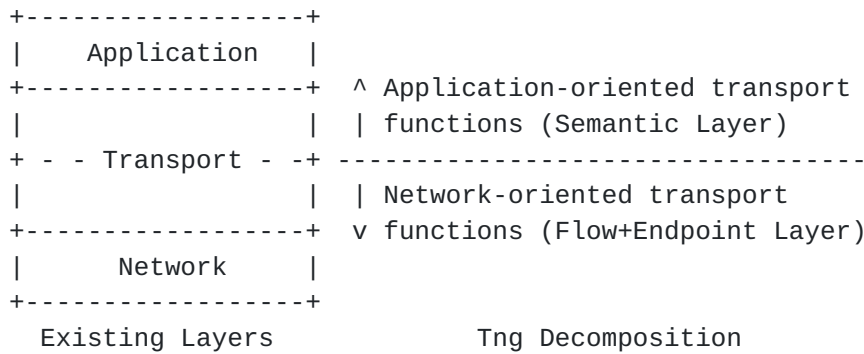 +------------------+
|    Application   |
+------------------+  ^ Application-oriented transport
|                  |  | functions (Semantic Layer)
+ - - Transport - -+ ----------------------------------
|                  |  | Network-oriented transport
+------------------+  v functions (Flow+Endpoint Layer)
|      Network     |
+------------------+
  Existing Layers             Tng Decomposition